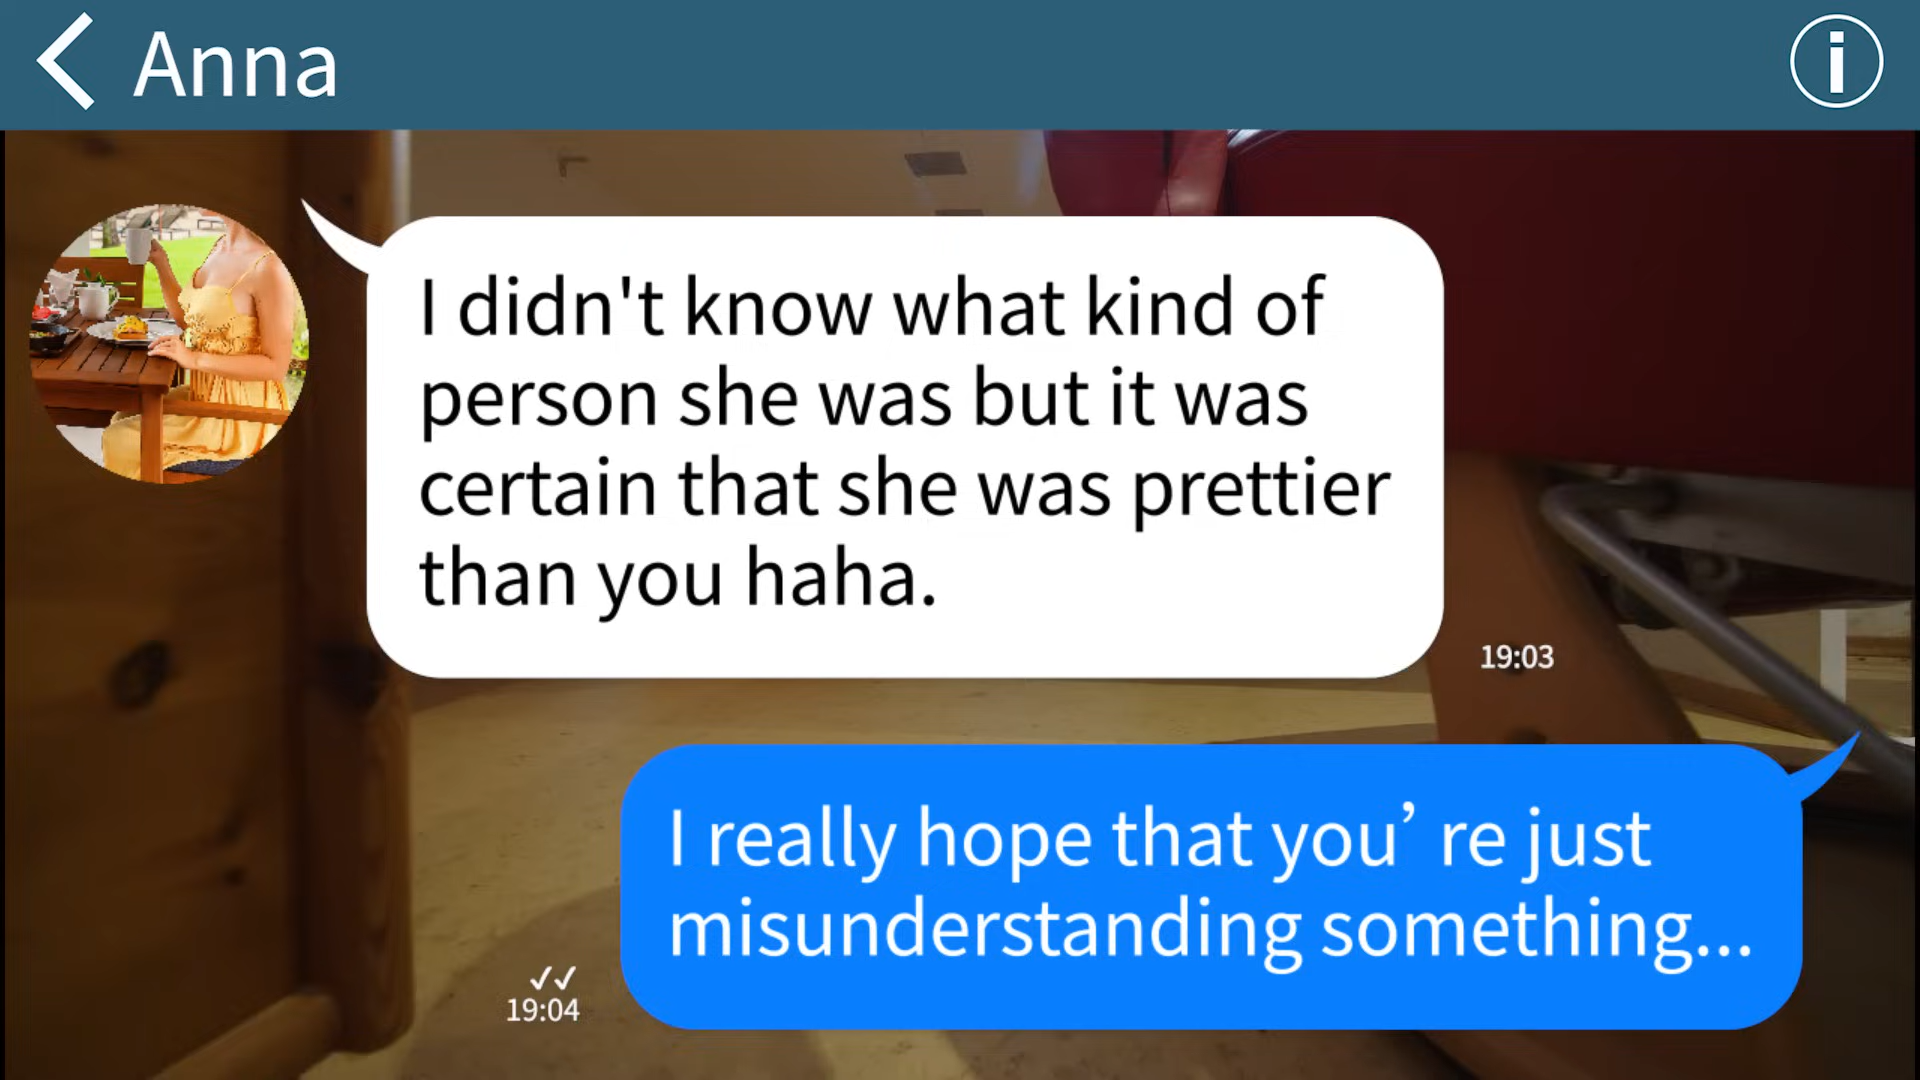 Anna
I didn't know what kind of
person she was but it was
certain that she was prettier
than you haha.
19:03
I really hope that you’ re just
misunderstanding something...
19:04